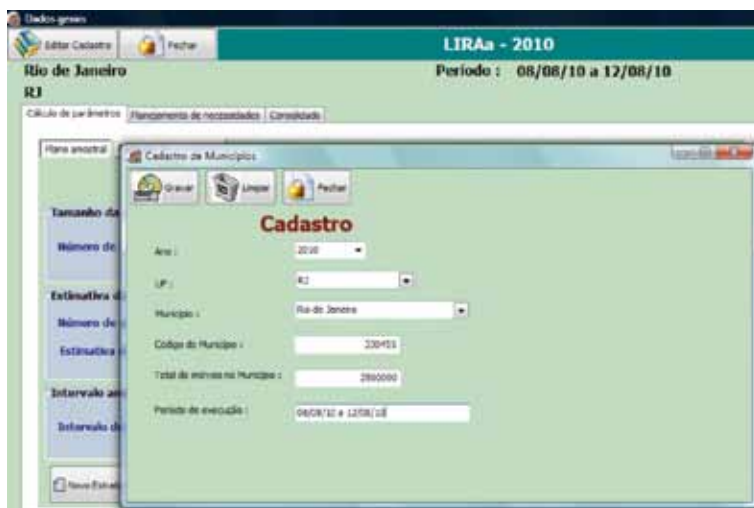 Dados gerais
Editar Cadastro Fechar LIRAa - 2010
Rio de Janeiro Período : 08/08/10 a 12/08/10
RJ
Cálculo de parâmetros Planejamento de necessidades Consolidado
Plano amostral
Cadastro de Municípios
Gravar Limpar Fechar
Cadastro
Tamanho da
Número de
Ano : 2010
UF : RJ
Estimativa d
Município : Rio de Janeiro
Número de
Código do Município :
Estimativa
Total de imóveis no Município :
Intervalo am
Período de execução : 08/08/10 a 12/08/10
Intervalo de
Novo Estrat